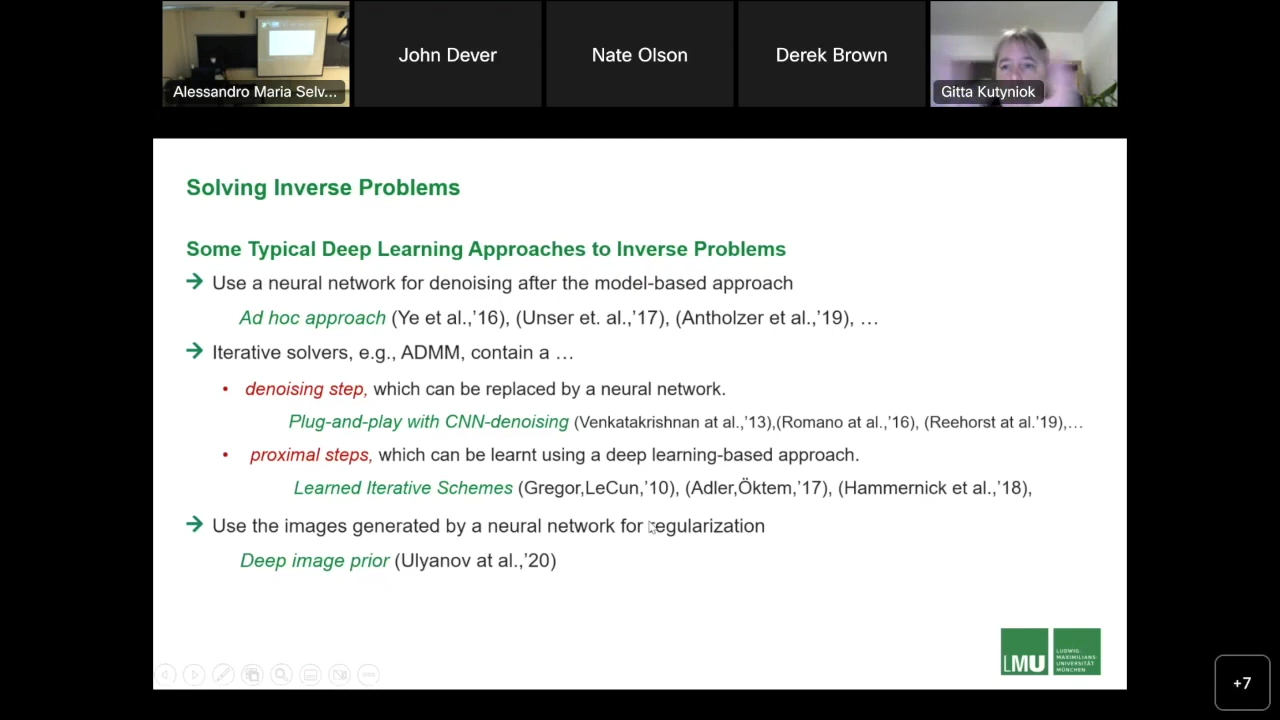 Alessandro Maria Selv...
John Dever
Nate Olson
Derek Brown
Gitta Kutyniok
Solving Inverse Problems
Some Typical Deep Learning Approaches to Inverse Problems
→ Use a neural network for denoising after the model-based approach
Ad hoc approach (Ye et al.,’16), (Unser et. al.,’17), (Antholzer et al.,’19), …
→ Iterative solvers, e.g., ADMM, contain a …
• denoising step, which can be replaced by a neural network.
Plug-and-play with CNN-denoising (Venkatakrishnan at al.,’13),(Romano at al.,’16), (Reehorst at al.’19),…
• proximal steps, which can be learnt using a deep learning-based approach.
Learned Iterative Schemes (Gregor,LeCun,’10), (Adler,Öktem,’17), (Hammernick et al.,’18),
→ Use the images generated by a neural network for regularization
Deep image prior (Ulyanov at al.,’20)
LMU
LUDWIG-
MAXIMILIANS-
UNIVERSITÄT
MÜNCHEN
+7